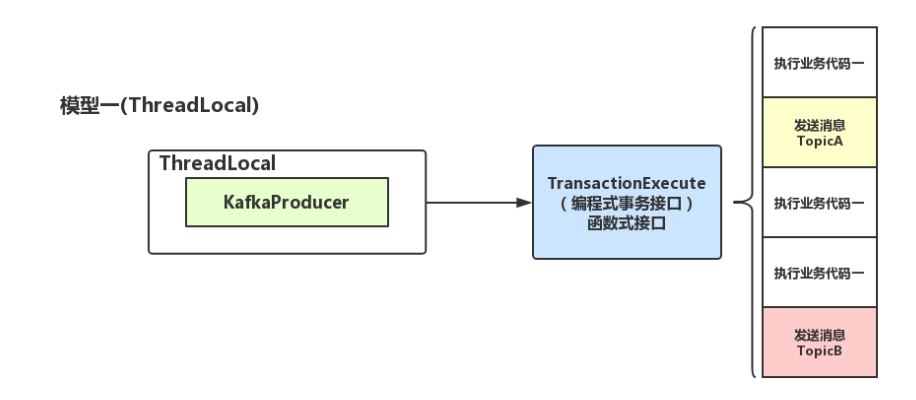 模型一(ThreadLocal)
ThreadLocal
KafkaProducer
TransactionExecute
（编程式事务接口）
函数式接口
执行业务代码一
发送消息
TopicA
执行业务代码一
执行业务代码一
发送消息
TopicB